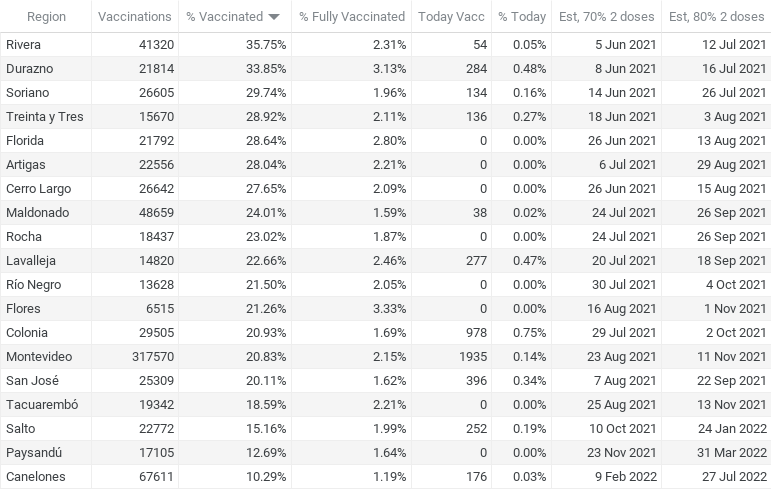 Region Vaccinations % Vaccinated % Fully Vaccinated Today Vacc % Today Est, 70% 2 doses Est, 80% 2 doses
Rivera 41320 35.75% 2.31% 54 0.05% 5 Jun 2021 12 Jul 2021
Durazno 21814 33.85% 3.13% 284 0.48% 8 Jun 2021 16 Jul 2021
Soriano 26605 29.74% 1.96% 134 0.16% 14 Jun 2021 26 Jul 2021
Treinta y Tres 15670 28.92% 2.11% 136 0.27% 18 Jun 2021 3 Aug 2021
Florida 21792 28.64% 2.80% 0 0.00% 26 Jun 2021 13 Aug 2021
Artigas 22556 28.04% 2.21% 0 0.00% 6 Jul 2021 29 Aug 2021
Cerro Largo 26642 27.65% 2.09% 0 0.00% 26 Jun 2021 15 Aug 2021
Maldonado 48659 24.01% 1.59% 38 0.02% 24 Jul 2021 26 Sep 2021
Rocha 18437 23.02% 1.87% 0 0.00% 24 Jul 2021 26 Sep 2021
Lavalleja 14820 22.66% 2.46% 277 0.47% 20 Jul 2021 18 Sep 2021
Río Negro 13628 21.50% 2.05% 0 0.00% 30 Jul 2021 4 Oct 2021
Flores 6515 21.26% 3.33% 0 0.00% 16 Aug 2021 1 Nov 2021
Colonia 29505 20.93% 1.69% 978 0.75% 29 Jul 2021 2 Oct 2021
Montevideo 317570 20.83% 2.15% 1935 0.14% 23 Aug 2021 11 Nov 2021
San José 25309 20.11% 1.62% 396 0.34% 7 Aug 2021 22 Sep 2021
Tacuarembó 19342 18.59% 2.21% 0 0.00% 25 Aug 2021 13 Nov 2021
Salto 22772 15.16% 1.99% 252 0.19% 10 Oct 2021 24 Jan 2022
Paysandú 17105 12.69% 1.64% 0 0.00% 23 Nov 2021 31 Mar 2022
Canelones 67611 10.29% 1.19% 176 0.03% 9 Feb 2022 27 Jul 2022